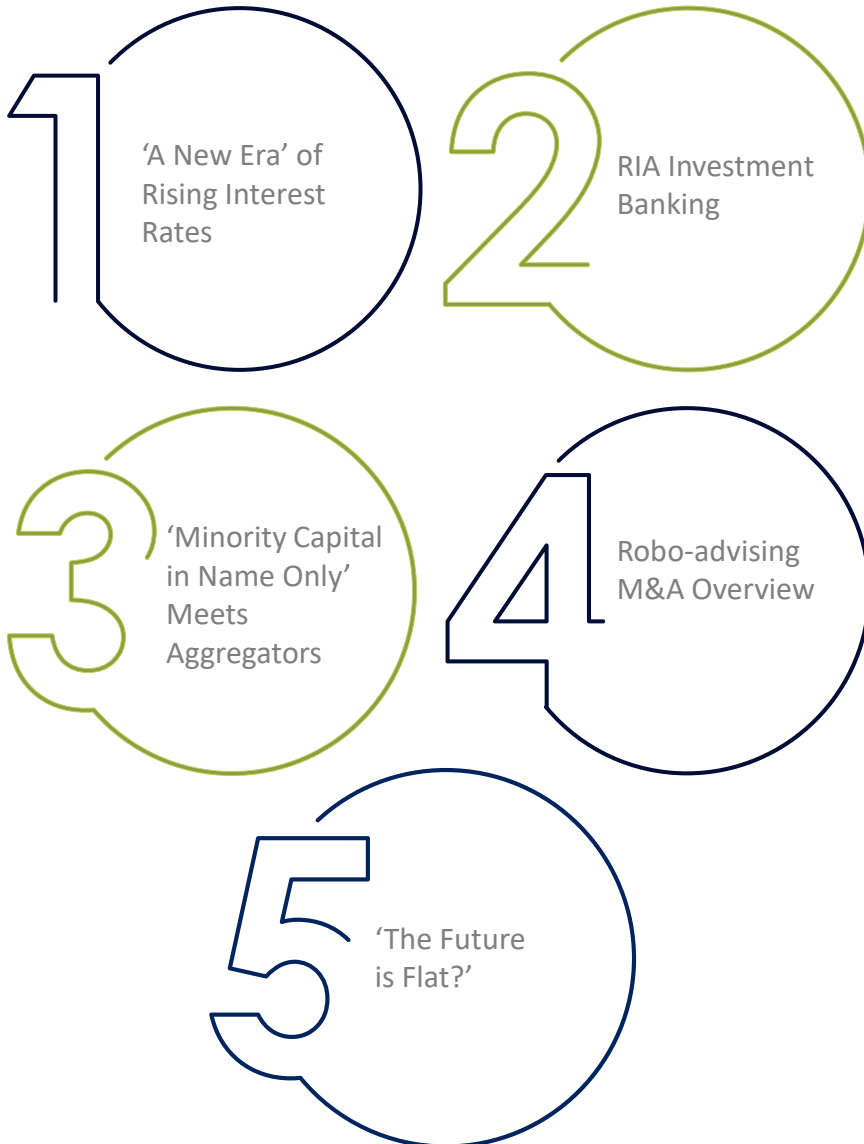 1
‘A New Era’ of
Rising Interest
Rates
2
RIA Investment
Banking
3
‘Minority Capital
in Name Only’
Meets
Aggregators
4
Robo-advising
M&A Overview
5
‘The Future
is Flat?’